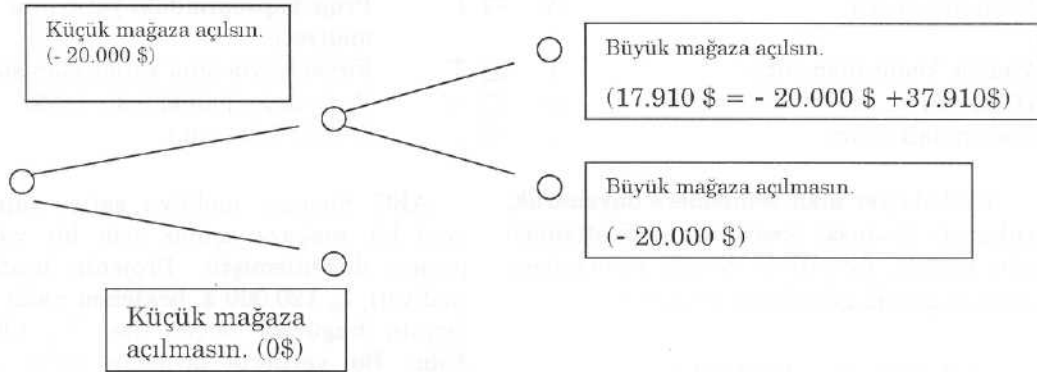 Küçük mağaza açılsın.
(- 20.000 $)
Büyük mağaza açılsın.
(17.910 $ = - 20.000 $ +37.910$)
Büyük mağaza açılmasın.
(- 20.000 $)
Küçük mağaza
açılmasın. (0$)